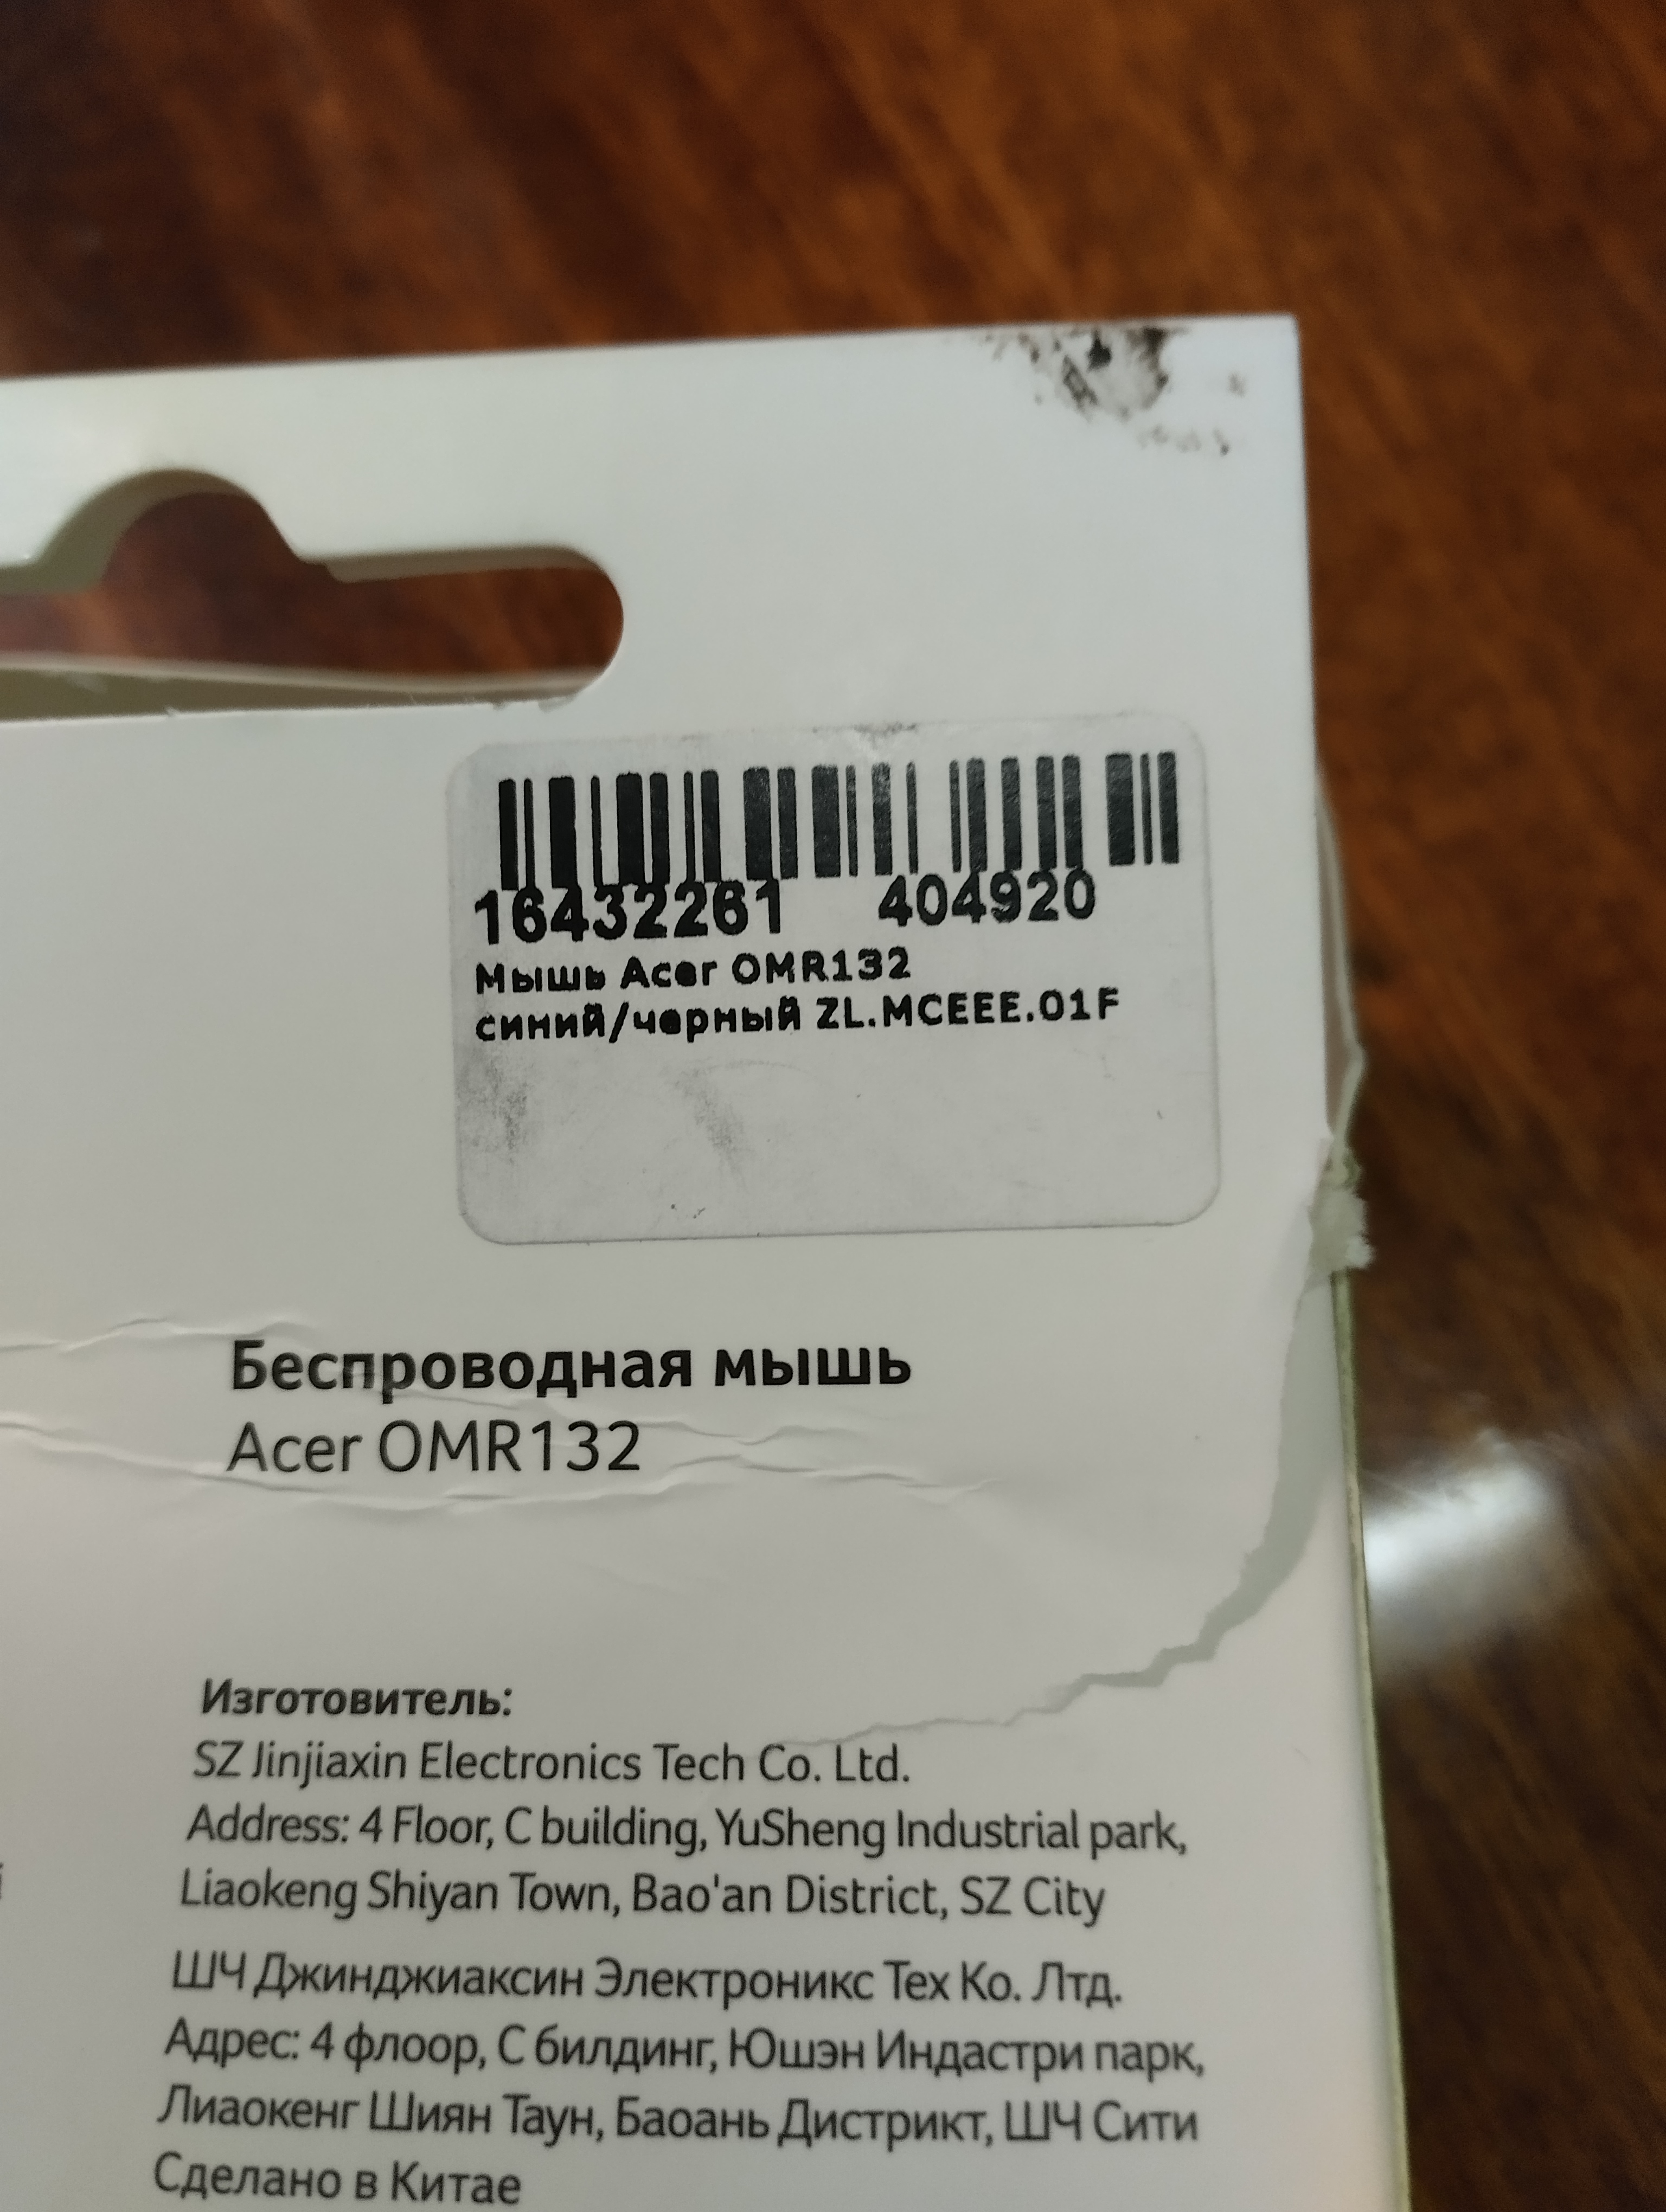 16432261 404920
Мышь Acer OMR132
синий/черный ZL.MCEEE.01F
Беспроводная мышь
Acer OMR132
Изготовитель:
SZ Jinjiaxin Electronics Tech Co. Ltd.
Address: 4 Floor, C building, YuSheng Industrial park,
Liaokeng Shiyan Town, Bao'an District, SZ City
ШЧ Джинджиаксин Электроникс Тех Ко. Лтд.
Адрес: 4 флоор, С билдинг, Юшэн Индастри парк,
Лиаокенг Шиян Таун, Баоань Дистрикт, ШЧ Сити
Сделано в Китае